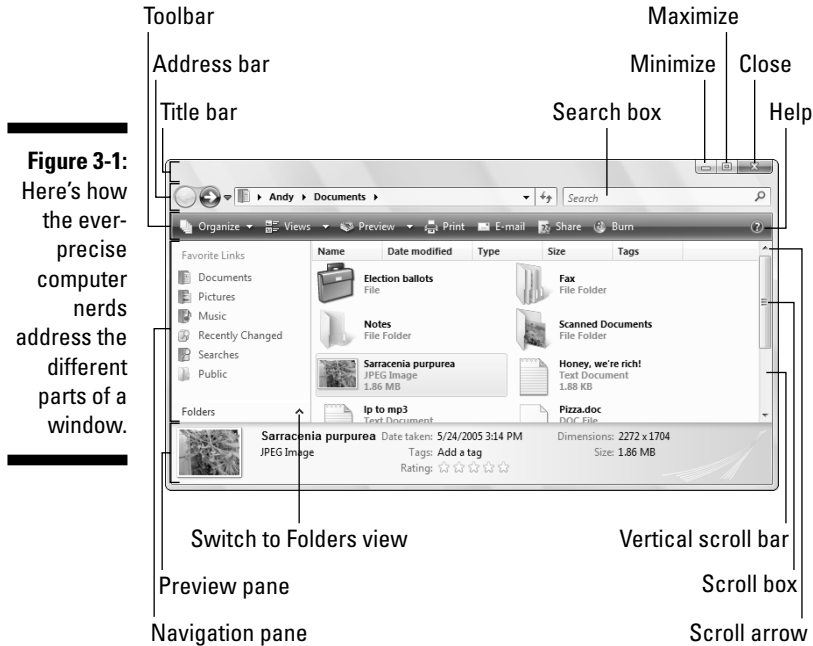 Toolbar
Maximize
Address bar
Minimize
Close
Title bar
Search box
Help
Figure 3-1:
Here's how
the ever-
precise
computer
nerds
address the
different
parts of a
window.
Andy
Documents
Search
Organize
Views
Preview
Print
E-mail
Share
Burn
Favorite Links
Documents
Pictures
Music
Recently Changed
Searches
Public
Folders
Name Date modified Type Size Tags
Election ballots
File
Fax
File Folder
Notes
File Folder
Scanned Documents
File Folder
Sarracenia purpurea
JPEG Image
1.86 MB
Honey, we're rich!
Text Document
1.88 KB
lp to mp3
Text Document
Pizza.doc
DOC File
Sarracenia purpurea
JPEG Image
Date taken: 5/24/2005 3:14 PM
Tags: Add a tag
Rating:
Dimensions: 2272 x 1704
Size: 1.86 MB
Switch to Folders view
Vertical scroll bar
Preview pane
Scroll box
Navigation pane
Scroll arrow